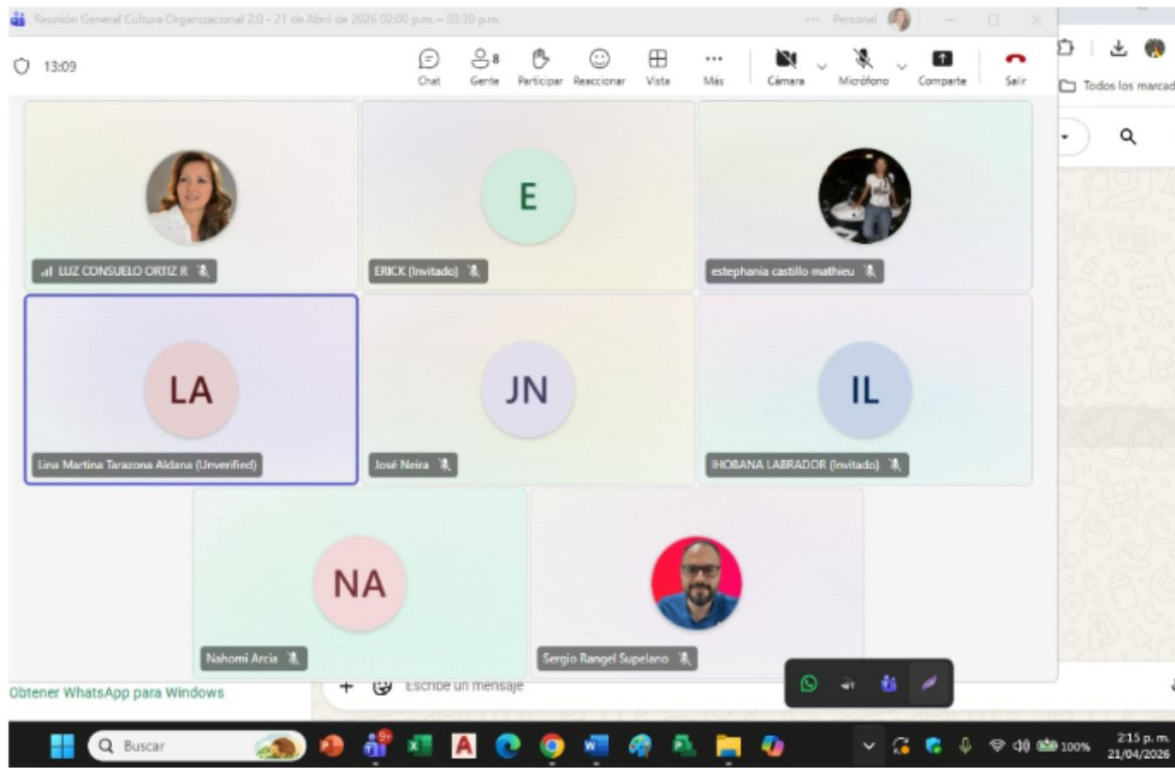 Reunión General Cultura Organizacional 2.0 - 21 de Abril de 2026 02:00 p.m. – 03:30 p.m.
Personal
13:09
Chat
8
Gente
Participar
Reaccionar
Vista
Más
Cámara
Micrófono
Comparte
Salir
Todos los marcad
E
LUZ CONSUELO ORTIZ R
ERICK (Invitado)
estephania castillo mathieu
LA
JN
IL
Lina Martina Tarazona Aldana (Unverified)
José Neira
IHOBANA LABRADOR (Invitado)
NA
Nahomi Arcia
Sergio Rangel Supelano
Obtener WhatsApp para Windows
Escribe un mensaje
Buscar
9+
100%
2:15 p. m.
21/04/2026